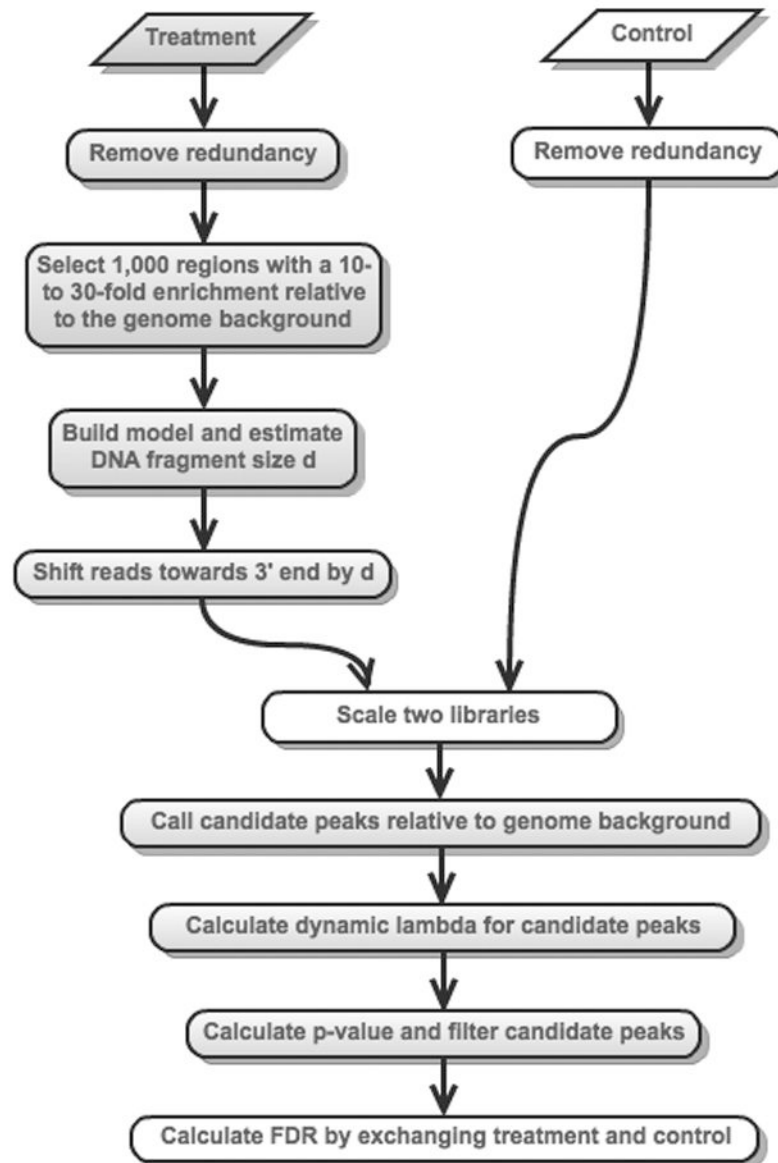 Treatment
Control
Remove redundancy
Remove redundancy
Select 1,000 regions with a 10-
to 30-fold enrichment relative
to the genome background
Build model and estimate
DNA fragment size d
Shift reads towards 3' end by d
Scale two libraries
Call candidate peaks relative to genome background
Calculate dynamic lambda for candidate peaks
Calculate p-value and filter candidate peaks
Calculate FDR by exchanging treatment and control